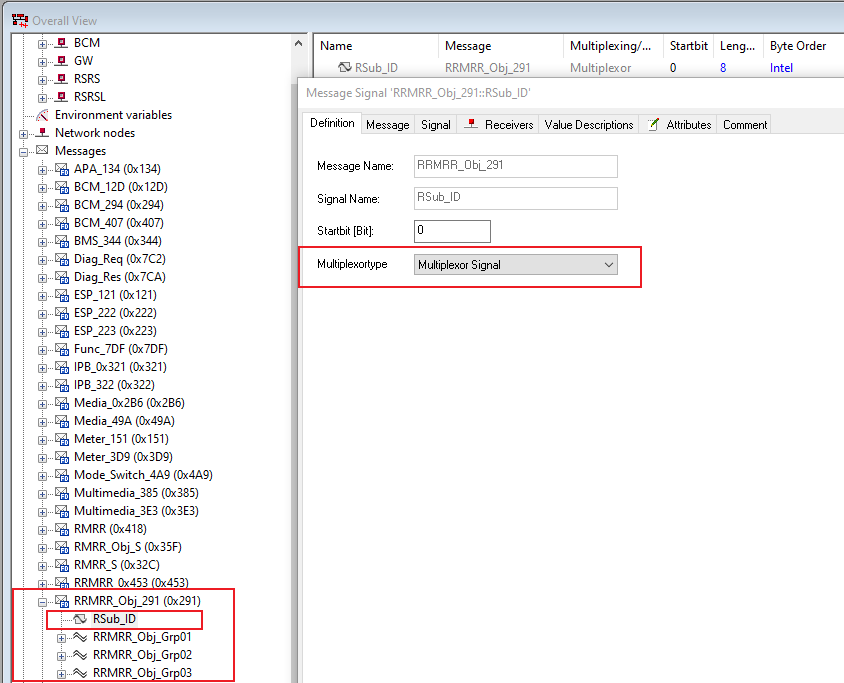 Overall View
BCM
GW
RSRS
RSRSL
Environment variables
Network nodes
Messages
APA_134 (0x134)
BCM_12D (0x12D)
BCM_294 (0x294)
BCM_407 (0x407)
BMS_344 (0x344)
Diag_Req (0x7C2)
Diag_Res (0x7CA)
ESP_121 (0x121)
ESP_222 (0x222)
ESP_223 (0x223)
Func_7DF (0x7DF)
IPB_0x321 (0x321)
IPB_322 (0x322)
Media_0x2B6 (0x2B6)
Media_49A (0x49A)
Meter_151 (0x151)
Meter_3D9 (0x3D9)
Mode_Switch_4A9 (0x4A9)
Multimedia_385 (0x385)
Multimedia_3E3 (0x3E3)
RMRR (0x418)
RMRR_Obj_S (0x35F)
RMRR_S (0x32C)
RRMRR_0x453 (0x453)
RRMRR_Obj_291 (0x291)
RSub_ID
RRMRR_Obj_Grp01
RRMRR_Obj_Grp02
RRMRR_Obj_Grp03
Name Message Multiplexing/... Startbit Leng... Byte Order
RSub_ID RRMRR_Obj_291 Multiplexor 0 8 Intel
Message Signal 'RRMRR_Obj_291::RSub_ID'
Definition Message Signal Receivers Value Descriptions Attributes Comment
Message Name: RRMRR_Obj_291
Signal Name: RSub_ID
Startbit [Bit]: 0
Multiplexortype Multiplexor Signal